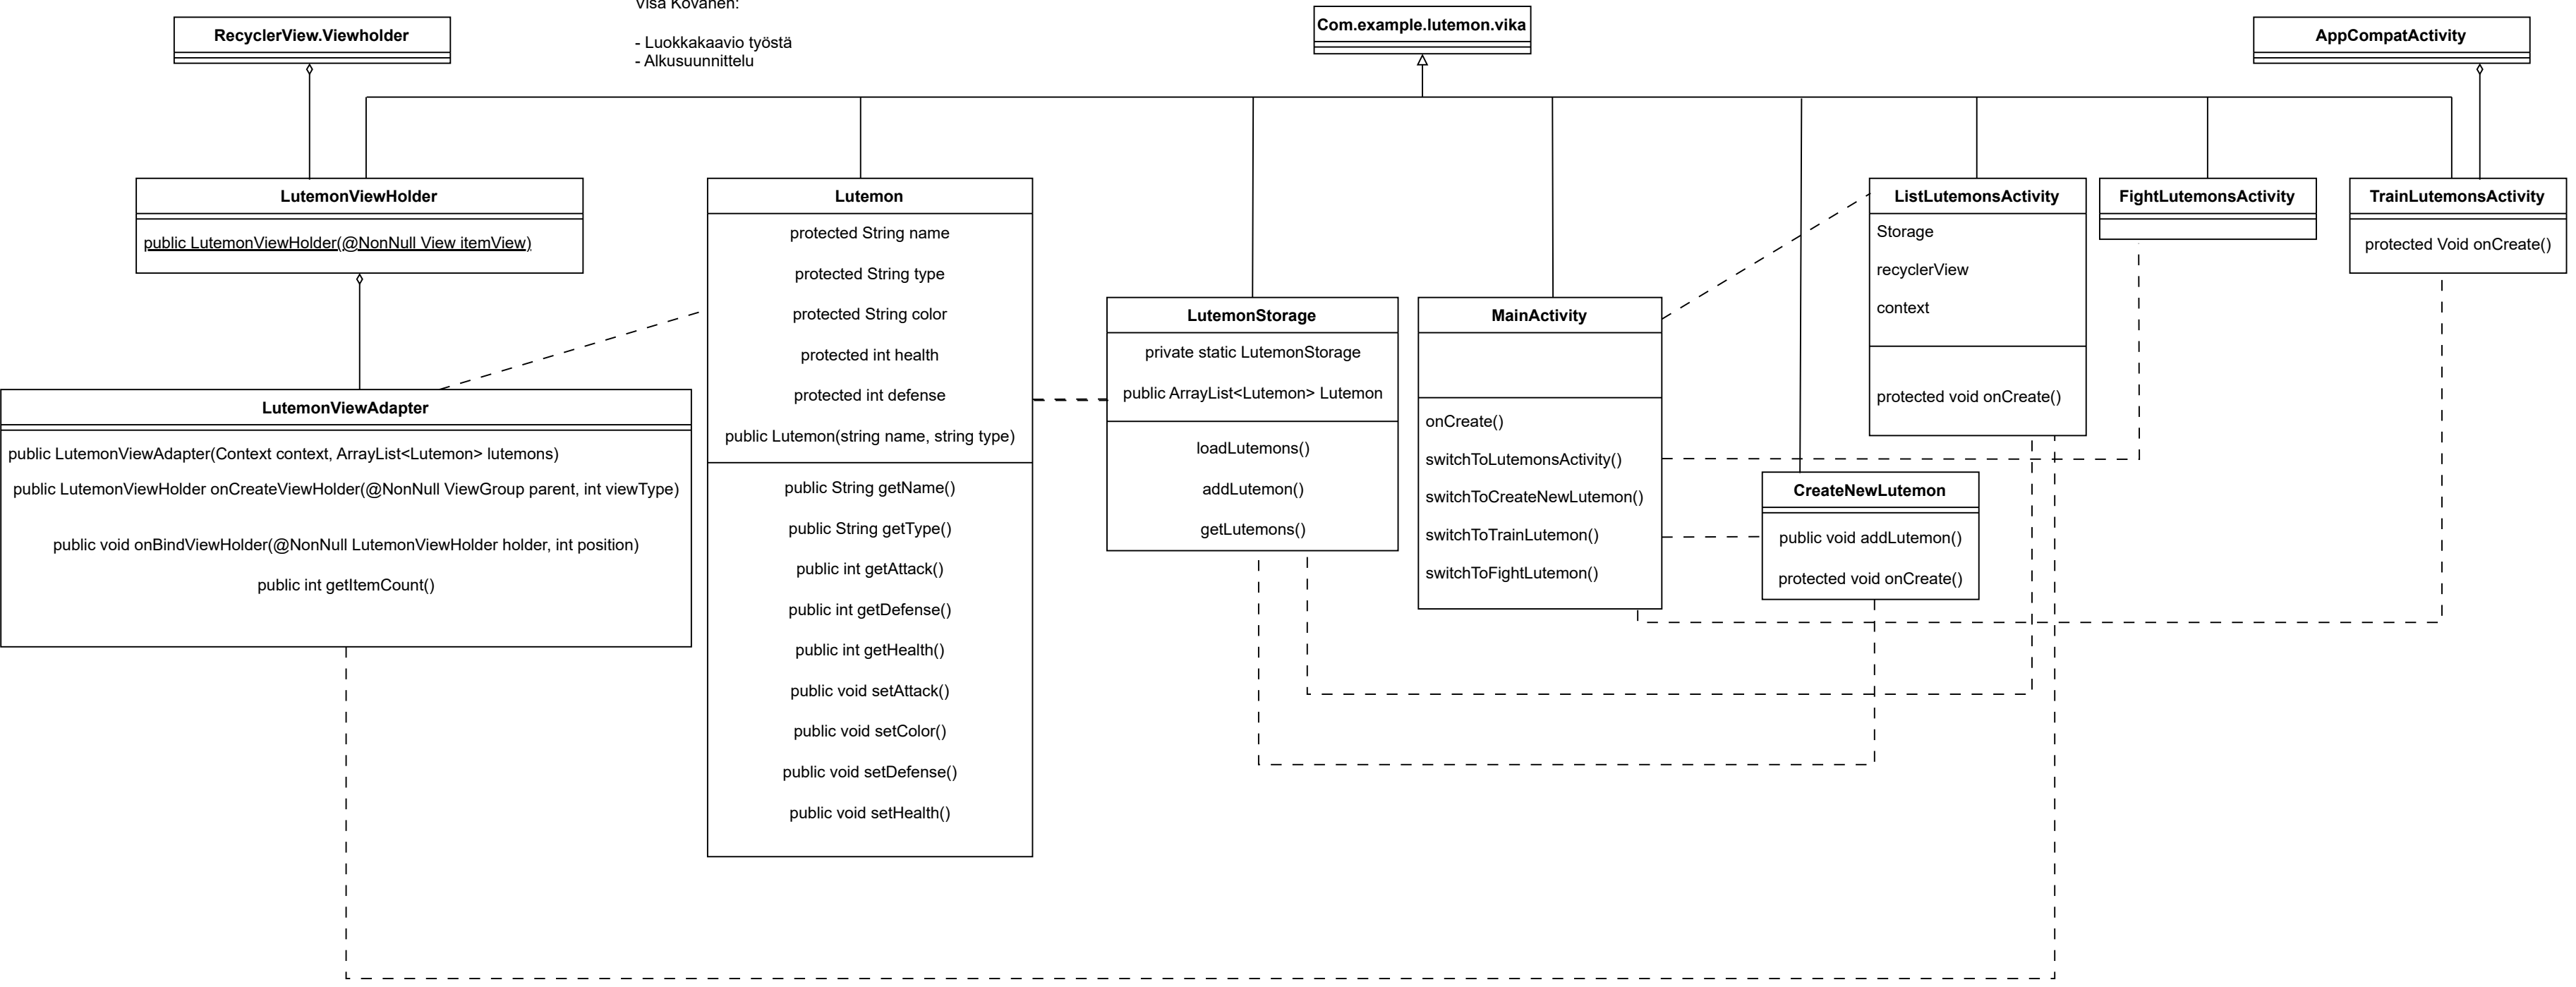 Visa Kovanen:
- Luokkakaavio työstä
- Alkusuunnittelu
RecyclerView.Viewholder
Com.example.lutemon.vika
AppCompatActivity
LutemonViewHolder
public LutemonViewHolder(@NonNull View itemView)
Lutemon
protected String name
protected String type
protected String color
protected int health
protected int defense
public Lutemon(string name, string type)
public String getName()
public String getType()
public int getAttack()
public int getDefense()
public int getHealth()
public void setAttack()
public void setColor()
public void setDefense()
public void setHealth()
ListLutemonsActivity
Storage
recyclerView
context
protected void onCreate()
FightLutemonsActivity
TrainLutemonsActivity
protected Void onCreate()
LutemonStorage
private static LutemonStorage
public ArrayList<Lutemon> Lutemon
loadLutemons()
addLutemon()
getLutemons()
MainActivity
onCreate()
switchToLutemonsActivity()
switchToCreateNewLutemon()
switchToTrainLutemon()
switchToFightLutemon()
LutemonViewAdapter
public LutemonViewAdapter(Context context, ArrayList<Lutemon> lutemons)
public LutemonViewHolder onCreateViewHolder(@NonNull ViewGroup parent, int viewType)
public void onBindViewHolder(@NonNull LutemonViewHolder holder, int position)
public int getItemCount()
CreateNewLutemon
public void addLutemon()
protected void onCreate()